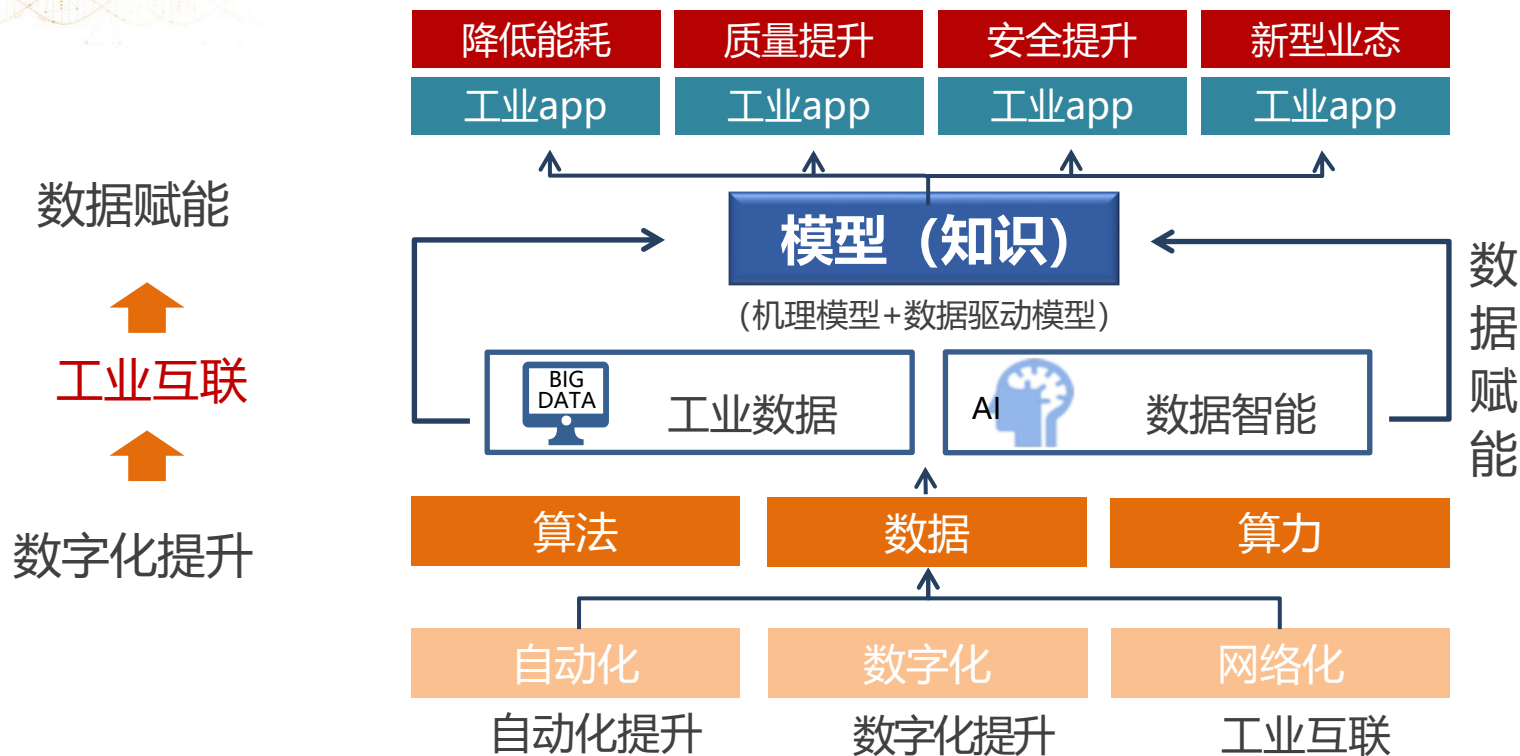 降低能耗
质量提升
安全提升
新型业态
工业app
工业app
工业app
工业app
数据赋能
模型（知识）
（机理模型+数据驱动模型）
数据赋能
工业互联
BIG
DATA
工业数据
AI
数据智能
数字化提升
算法
数据
算力
自动化
数字化
网络化
自动化提升
数字化提升
工业互联